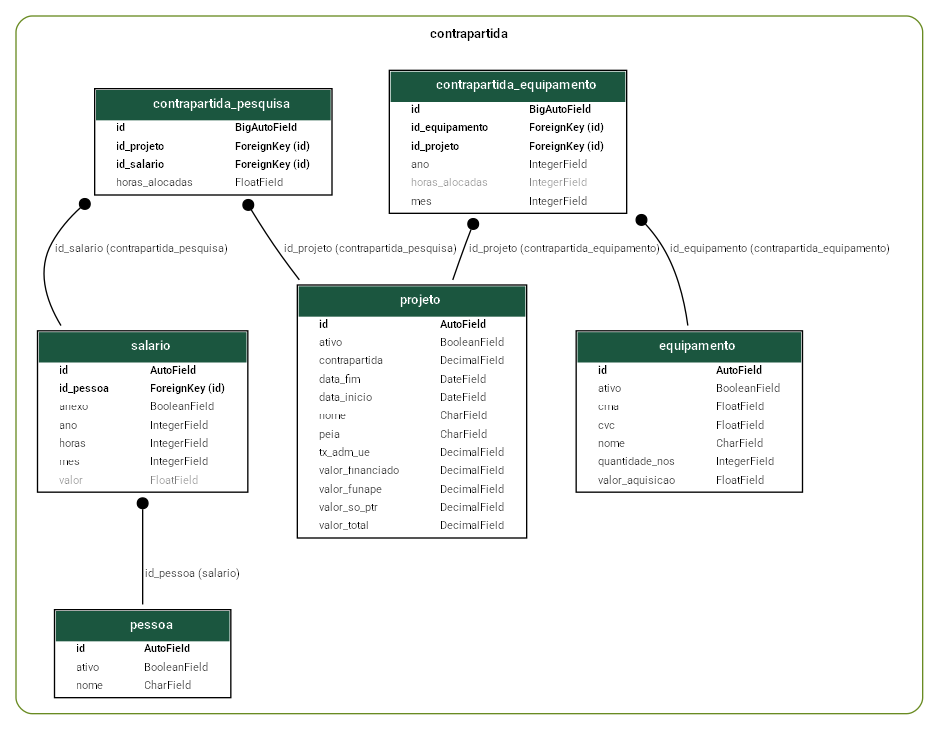 contrapartida
contrapartida_pesquisa
id BigAutoField
id_projeto ForeignKey (id)
id_salario ForeignKey (id)
horas_alocadas FloatField
contrapartida_equipamento
id BigAutoField
id_equipamento ForeignKey (id)
id_projeto ForeignKey (id)
ano IntegerField
horas_alocadas IntegerField
mes IntegerField
id_salario (contrapartida_pesquisa)
id_projeto (contrapartida_pesquisa)
id_projeto (contrapartida_equipamento)
id_equipamento (contrapartida_equipamento)
salario
id AutoField
id_pessoa ForeignKey (id)
anexo BooleanField
ano IntegerField
horas IntegerField
mes IntegerField
valor FloatField
projeto
id AutoField
ativo BooleanField
contrapartida DecimalField
data_fim DateField
data_inicio DateField
nome CharField
peia CharField
tx_adm_ue DecimalField
valor_financiado DecimalField
valor_funape DecimalField
valor_so_ptr DecimalField
valor_total DecimalField
equipamento
id AutoField
ativo BooleanField
cma FloatField
cvc FloatField
nome CharField
quantidade_nos IntegerField
valor_aquisicao FloatField
id_pessoa (salario)
pessoa
id AutoField
ativo BooleanField
nome CharField